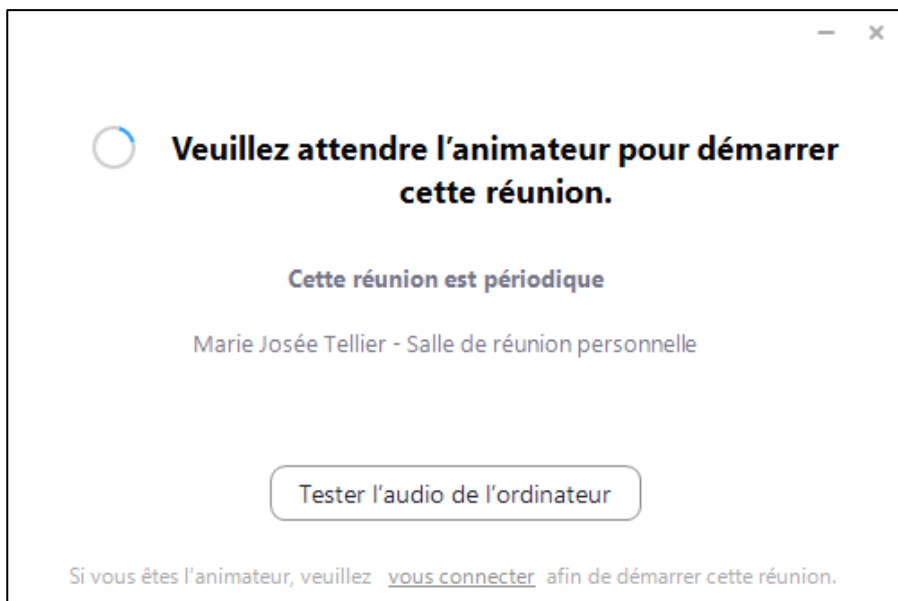 Veuillez attendre l’animateur pour démarrer
cette réunion.
Cette réunion est périodique
Marie Josée Tellier - Salle de réunion personnelle
Tester l’audio de l’ordinateur
Si vous êtes l’animateur, veuillez vous connecter afin de démarrer cette réunion.